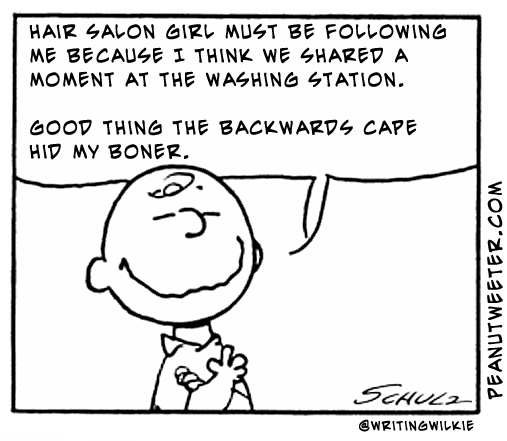 HAIR SALON GIRL MUST BE FOLLOWING
ME BECAUSE I THINK WE SHARED A
MOMENT AT THE WASHING STATION.
GOOD THING THE BACKWARDS CAPE
HID MY BONER.
SCHULZ
@WRITINGWILKIE
PEANUTWEETER.COM